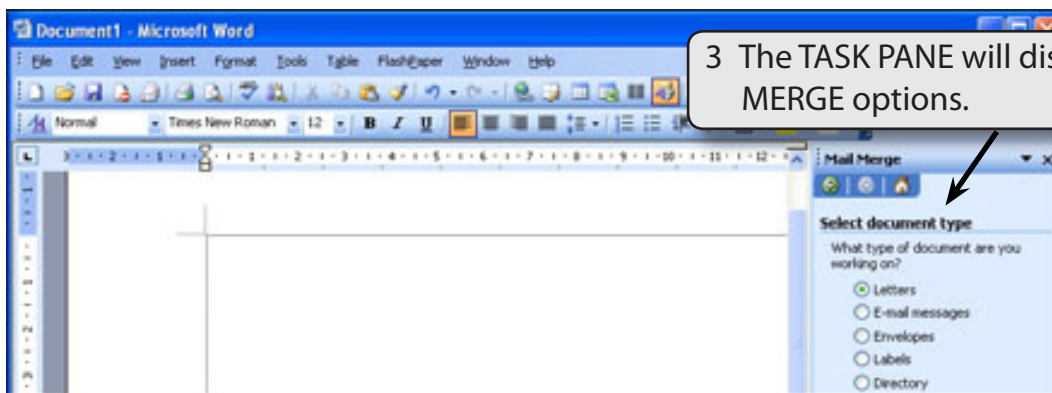 Document1 - Microsoft Word
File Edit View Insert Format Tools Table FlashPaper Window Help
3 The TASK PANE will dis
MERGE options.
Normal Times New Roman 12 B I U
Mail Merge
Select document type
What type of document are you
working on?
Letters
E-mail messages
Envelopes
Labels
Directory